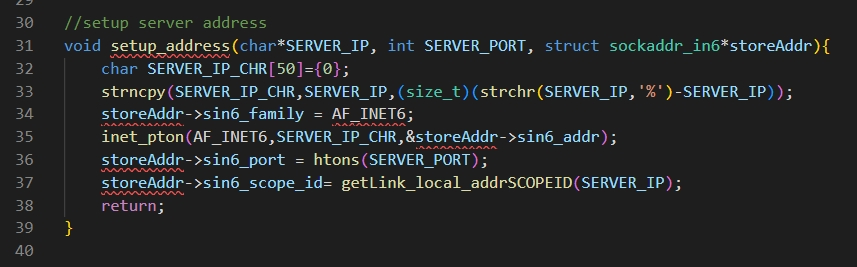 30 //setup server address
31 void setup_address(char*SERVER_IP, int SERVER_PORT, struct sockaddr_in6*storeAddr){
32 char SERVER_IP_CHR[50]={0};
33 strncpy(SERVER_IP_CHR,SERVER_IP,(size_t)(strchr(SERVER_IP,'%')-SERVER_IP));
34 storeAddr->sin6_family = AF_INET6;
35 inet_pton(AF_INET6,SERVER_IP_CHR,&storeAddr->sin6_addr);
36 storeAddr->sin6_port = htons(SERVER_PORT);
37 storeAddr->sin6_scope_id= getLink_local_addrSCOPEID(SERVER_IP);
38 return;
39 }
40